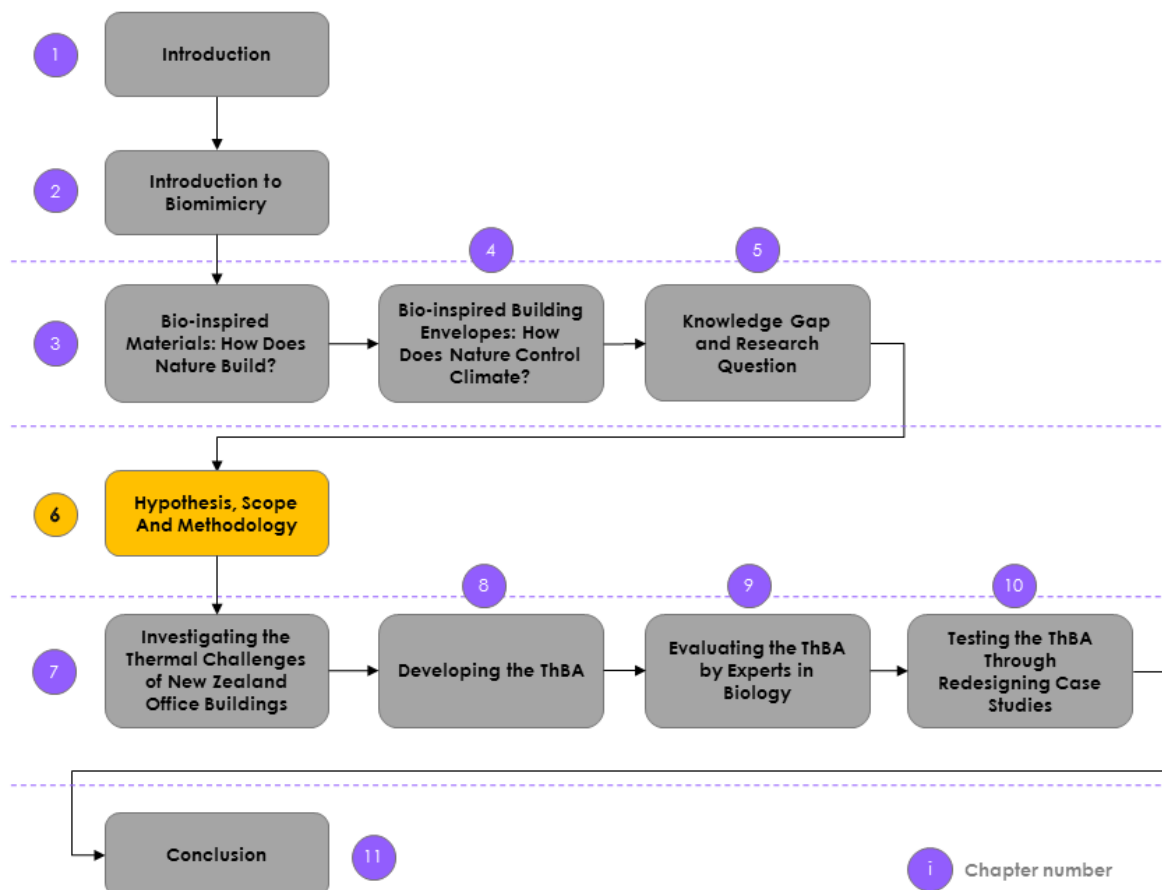 1
Introduction
2
Introduction to
Biomimicry
4
5
3
Bio-inspired
Materials: How Does
Nature Build?
Bio-inspired Building
Envelopes: How
Does Nature Control
Climate?
Knowledge Gap
and Research
Question
6
Hypothesis, Scope
And Methodology
8
9
10
7
Investigating the
Thermal Challenges
of New Zealand
Office Buildings
Developing the ThBA
Evaluating the ThBA
by Experts in
Biology
Testing the ThBA
Through
Redesigning Case
Studies
Conclusion
11
i
Chapter number